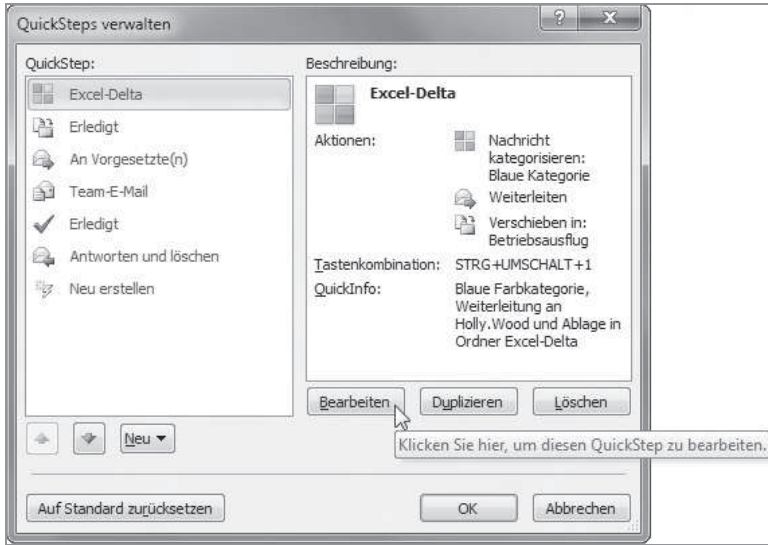 QuickSteps verwalten
QuickStep:
Excel-Delta
Erledigt
An Vorgesetzte(n)
Team-E-Mail
Erledigt
Antworten und löschen
Neu erstellen
Neu
Beschreibung:
Excel-Delta
Aktionen:
Nachricht
kategorisieren:
Blaue Kategorie
Weiterleiten
Verschieben in:
Betriebsausflug
Tastenkombination: STRG+UMSCHALT+1
QuickInfo: Blaue Farbkategorie,
Weiterleitung an
Holly.Wood und Ablage in
Ordner Excel-Delta
Bearbeiten Duplizieren Löschen
Klicken Sie hier, um diesen QuickStep zu bearbeiten.
Auf Standard zurücksetzen OK Abbrechen